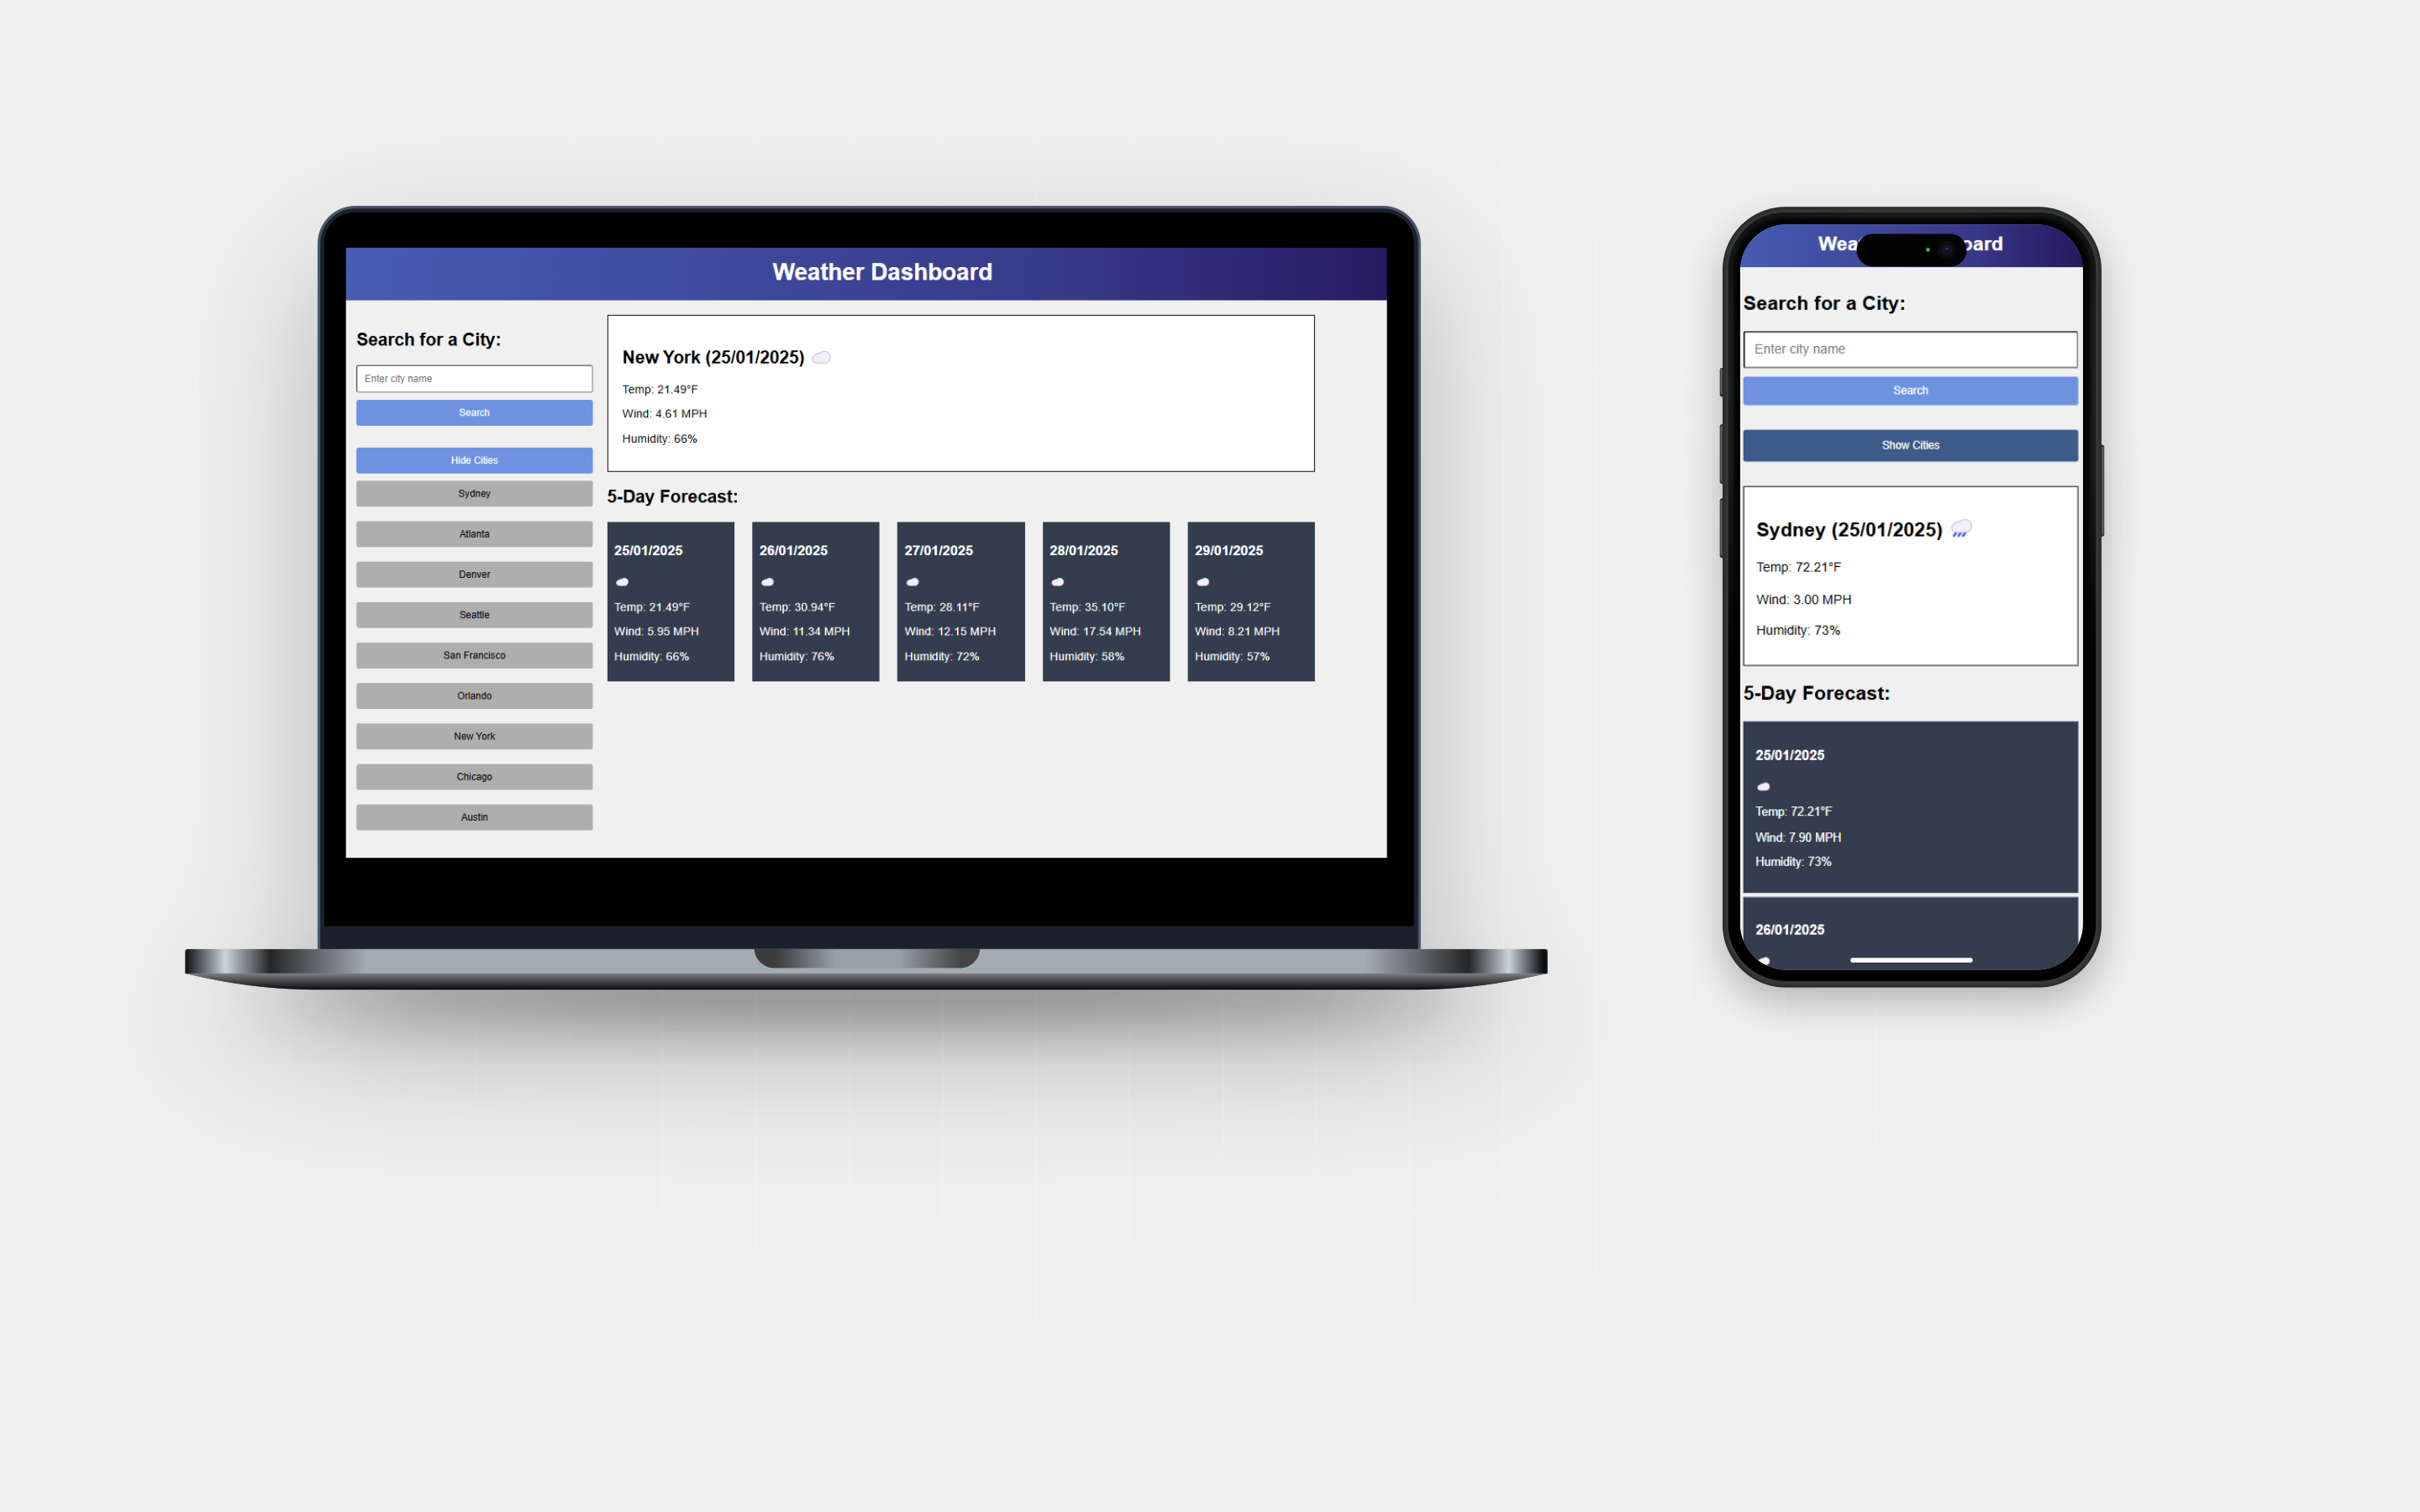 Weather Dashboard
Search for a City:
Enter city name
Search
Hide Cities
Sydney
Atlanta
Denver
Seattle
San Francisco
Orlando
New York
Chicago
Austin
New York (25/01/2025)
Temp: 21.49°F
Wind: 4.61 MPH
Humidity: 66%
5-Day Forecast:
25/01/2025
Temp: 21.49°F
Wind: 5.95 MPH
Humidity: 66%
26/01/2025
Temp: 30.94°F
Wind: 11.34 MPH
Humidity: 76%
27/01/2025
Temp: 28.11°F
Wind: 12.15 MPH
Humidity: 72%
28/01/2025
Temp: 35.10°F
Wind: 17.54 MPH
Humidity: 58%
29/01/2025
Temp: 29.12°F
Wind: 8.21 MPH
Humidity: 57%
Wea oard
Search for a City:
Enter city name
Search
Show Cities
Sydney (25/01/2025)
Temp: 72.21°F
Wind: 3.00 MPH
Humidity: 73%
5-Day Forecast:
25/01/2025
Temp: 72.21°F
Wind: 7.90 MPH
Humidity: 73%
26/01/2025